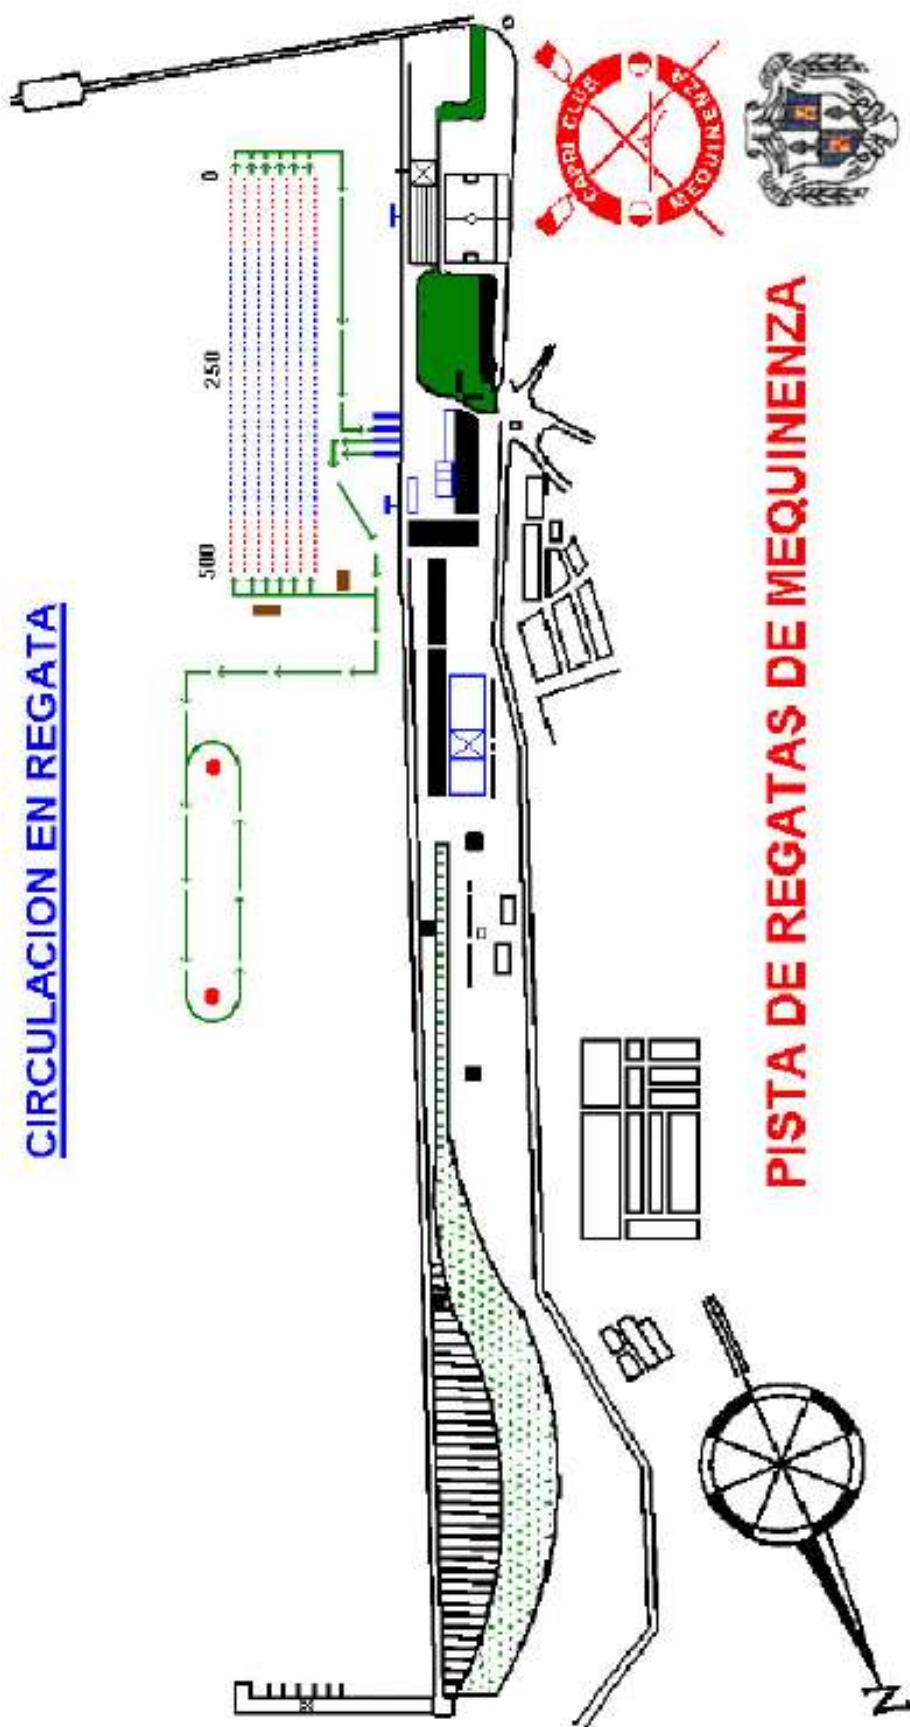 CIRCULACION EN REGATA
0
250
500
CAPRI CLUB
MEQUINENZA
PISTA DE REGATAS DE MEQUINENZA
N